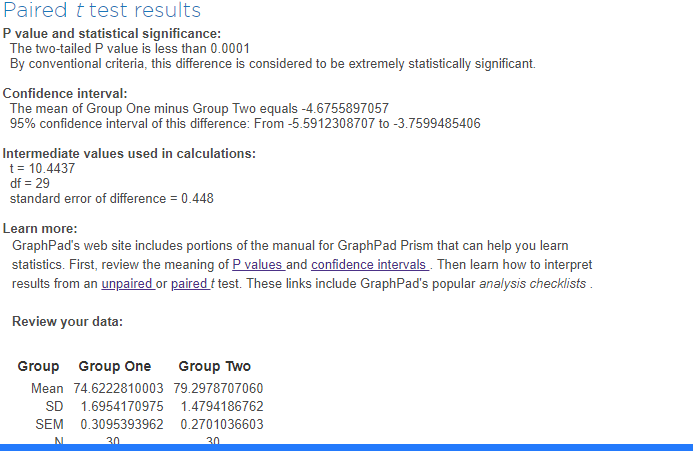 Paired t test results
P value and statistical significance:
The two-tailed P value is less than 0.0001
By conventional criteria, this difference is considered to be extremely statistically significant.
Confidence interval:
The mean of Group One minus Group Two equals -4.6755897057
95% confidence interval of this difference: From -5.5912308707 to -3.7599485406
Intermediate values used in calculations:
t = 10.4437
df = 29
standard error of difference = 0.448
Learn more:
GraphPad's web site includes portions of the manual for GraphPad Prism that can help you learn
statistics. First, review the meaning of P values and confidence intervals . Then learn how to interpret
results from an unpaired or paired t test. These links include GraphPad's popular analysis checklists .
Review your data:
Group Group One Group Two
Mean 74.6222810003 79.2978707060
SD 1.6954170975 1.4794186762
SEM 0.3095393962 0.2701036603
N 30 30